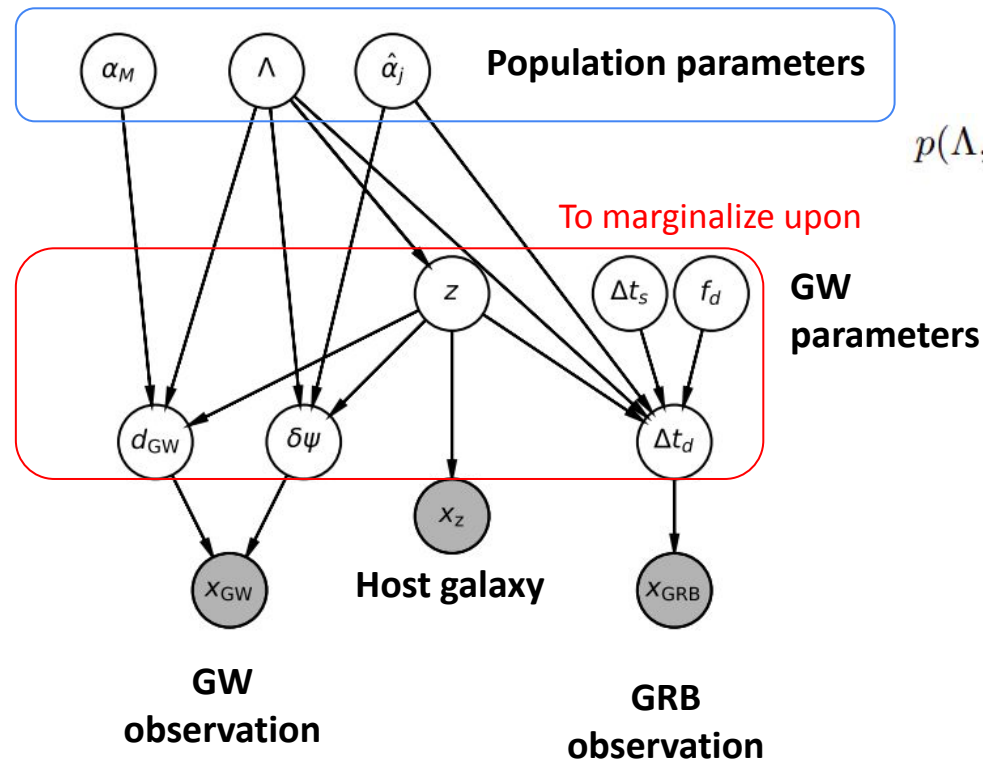 α_M Λ α̂_j Population parameters
p(Λ,
To marginalize upon
z Δt_s f_d GW
parameters
d_GW δψ Δt_d
x_z
x_GW Host galaxy x_GRB
GW
observation
GRB
observation